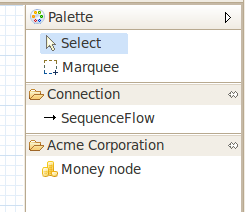 Palette
Select
Marquee
Connection
SequenceFlow
Acme Corporation
Money node